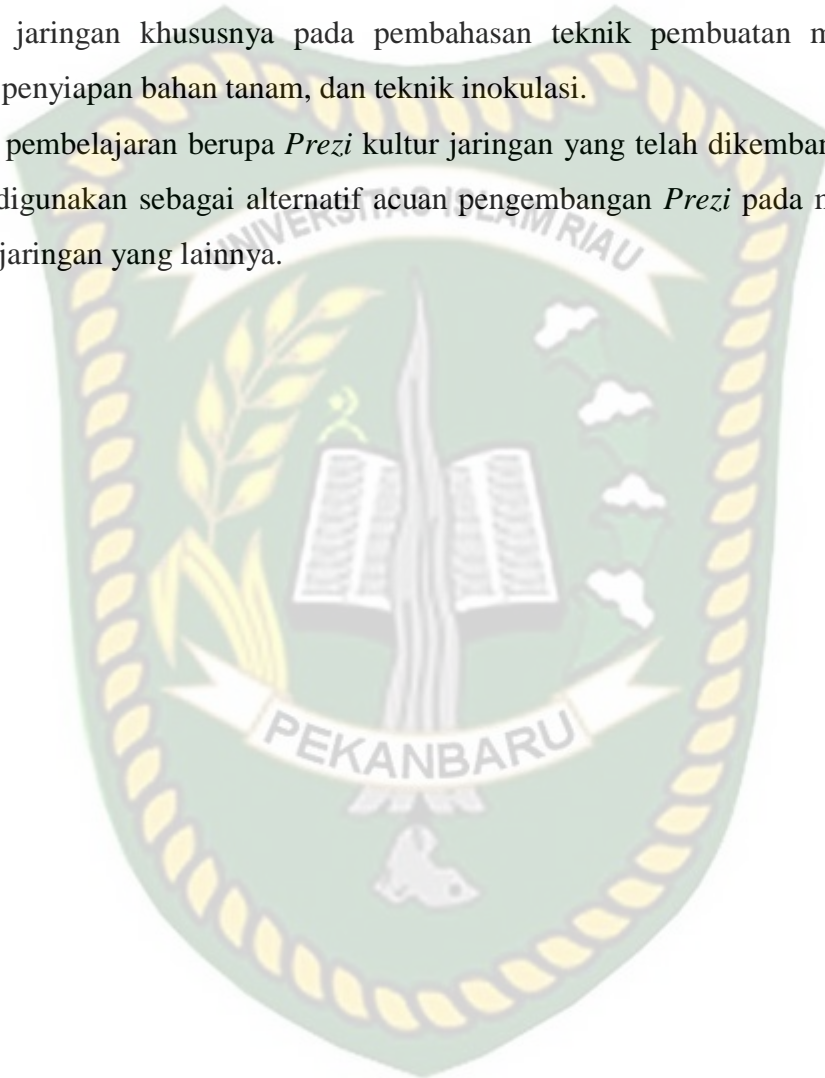 jaringan khususnya pada pembahasan teknik pembuatan
penyiapan bahan tanam, dan teknik inokulasi.
pembelajaran berupa Prezi kultur jaringan yang telah
digunakan sebagai alternatif acuan pengembangan Prezi pada
jaringan yang lainnya.
UNIVERSITAS ISLAM RIAU
PEKANBARU